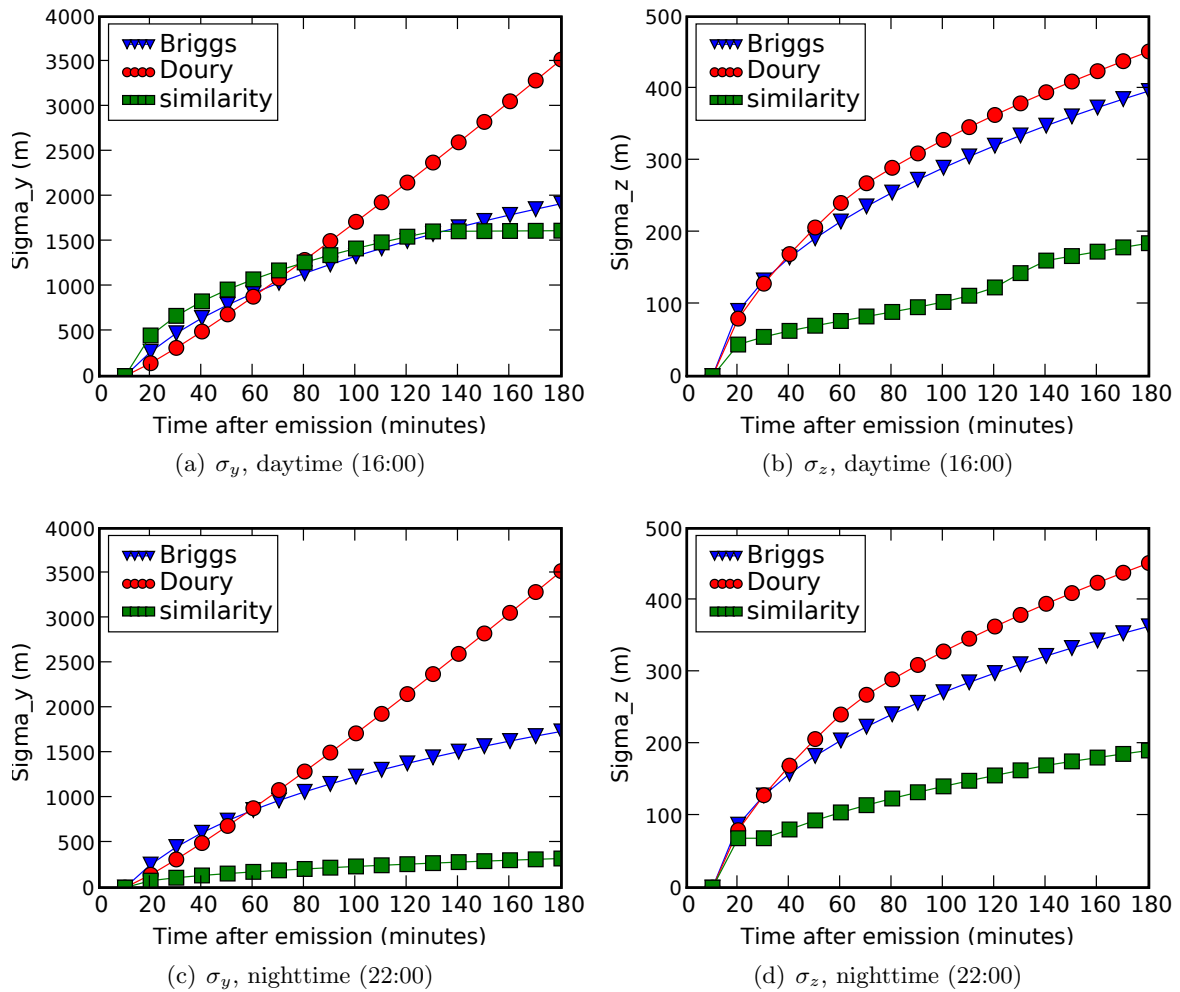 4000
3500
3000
2500
2000
1500
1000
500
0
Sigma_y (m)
Briggs
Doury
similarity
0 20 40 60 80 100 120 140 160 180
Time after emission (minutes)
(a) σy, daytime (16:00)
500
400
300
200
100
0
Sigma_z (m)
Briggs
Doury
similarity
0 20 40 60 80 100 120 140 160 180
Time after emission (minutes)
(b) σz, daytime (16:00)
4000
3500
3000
2500
2000
1500
1000
500
0
Sigma_y (m)
Briggs
Doury
similarity
0 20 40 60 80 100 120 140 160 180
Time after emission (minutes)
(c) σy, nighttime (22:00)
500
400
300
200
100
0
Sigma_z (m)
Briggs
Doury
similarity
0 20 40 60 80 100 120 140 160 180
Time after emission (minutes)
(d) σz, nighttime (22:00)